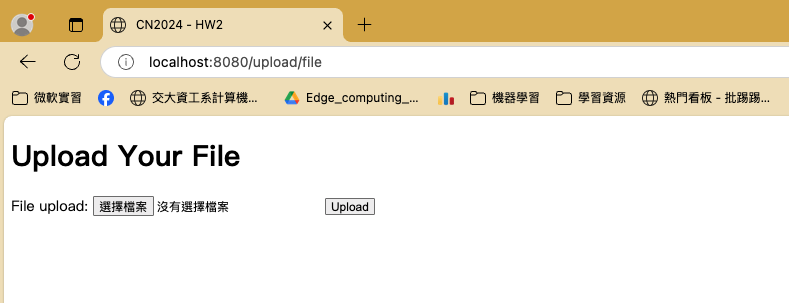 CN2024 - HW2
localhost:8080/upload/file
微軟實習 交大資工系計算機... Edge_computing_... 機器學習 學習資源 熱門看板 - 批踢踢...
Upload Your File
File upload: 選擇檔案 沒有選擇檔案 Upload